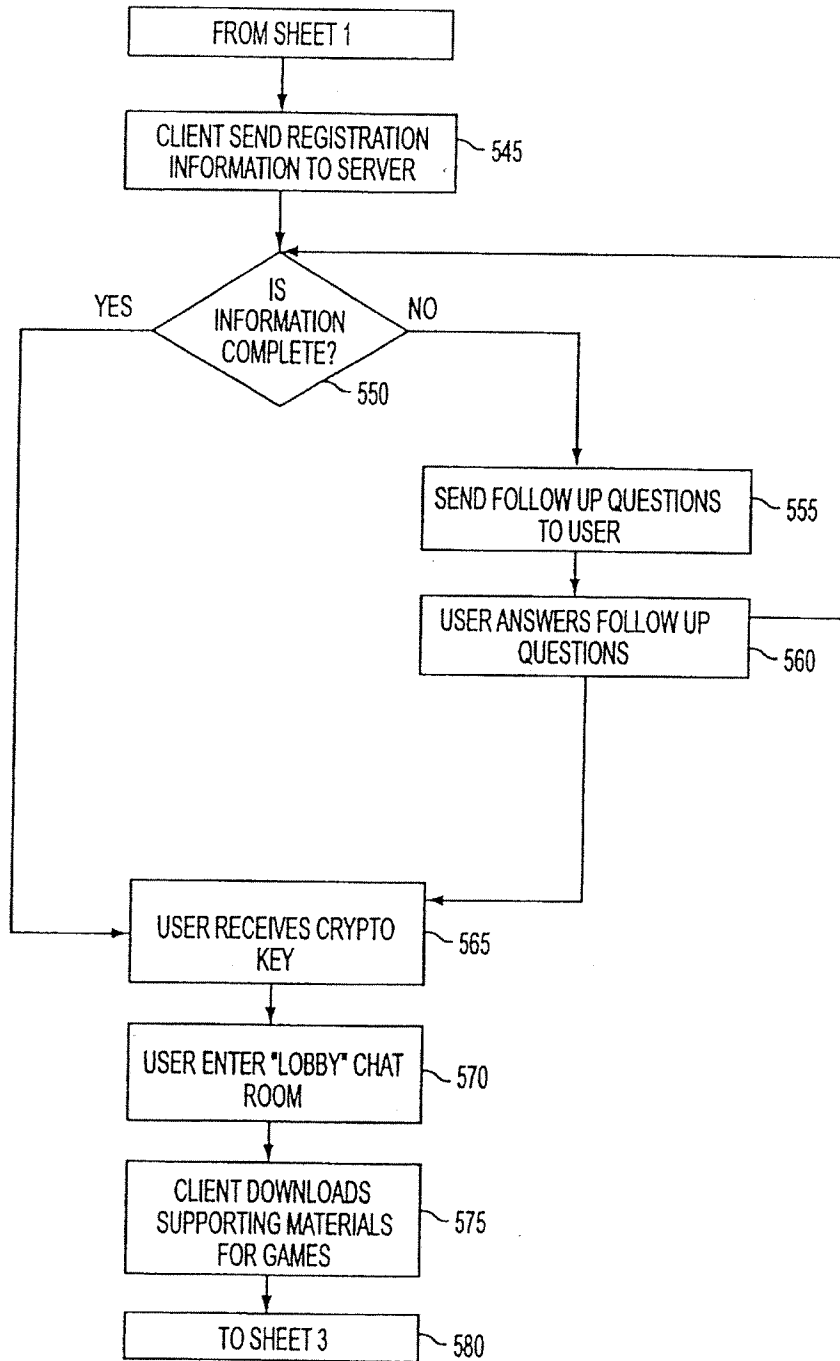 FROM SHEET 1
CLIENT SEND REGISTRATION
INFORMATION TO SERVER
545
YES
IS
INFORMATION
COMPLETE?
NO
550
SEND FOLLOW UP QUESTIONS
TO USER
555
USER ANSWERS FOLLOW UP
QUESTIONS
560
USER RECEIVES CRYPTO
KEY
565
USER ENTER "LOBBY" CHAT
ROOM
570
CLIENT DOWNLOADS
SUPPORTING MATERIALS
FOR GAMES
575
TO SHEET 3
580